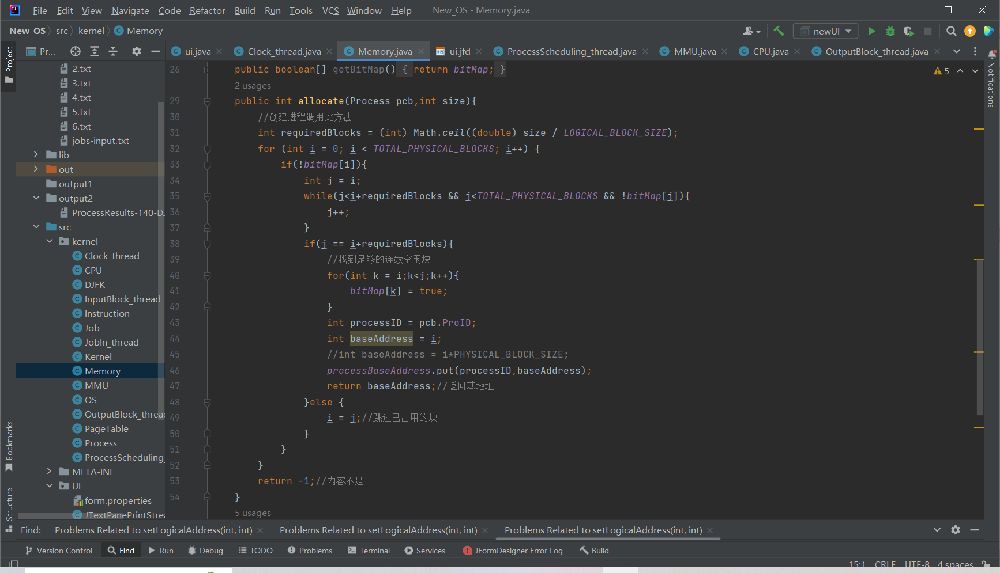 File Edit View Navigate Code Refactor Build Run Tools VCS Window Help New_OS - Memory.java
New_OS src kernel Memory newUI
Project
Pr...
ui.java Clock_thread.java Memory.java ui.jfd ProcessScheduling_thread.java MMU.java CPU.java OutputBlock_thread.java
Notifications
2.txt
3.txt
4.txt
5.txt
6.txt
jobs-input.txt
lib
out
output1
output2
ProcessResults-140-DJ
src
kernel
Clock_thread
CPU
DJFK
InputBlock_thread
Instruction
Job
JobIn_thread
Kernel
Memory
MMU
OS
OutputBlock_threa
PageTable
Process
ProcessScheduling_
META-INF
UI
form.properties
JTextPanePrintStrea
Bookmarks
Structure
5
26 public boolean[] getBitMap() { return bitMap; }
2 usages
29 public int allocate(Process pcb,int size){
30 //创建进程调用此方法
31 int requiredBlocks = (int) Math.ceil((double) size / LOGICAL_BLOCK_SIZE);
32 for (int i = 0; i < TOTAL_PHYSICAL_BLOCKS; i++) {
33 if(!bitMap[i]){
34 int j = i;
35 while(j<i+requiredBlocks && j<TOTAL_PHYSICAL_BLOCKS && !bitMap[j]){
36 j++;
37 }
38 if(j == i+requiredBlocks){
39 //找到足够的连续空闲块
40 for(int k = i;k<j;k++){
41 bitMap[k] = true;
42 }
43 int processID = pcb.ProID;
44 int baseAddress = i;
45 //int baseAddress = i*PHYSICAL_BLOCK_SIZE;
46 processBaseAddress.put(processID,baseAddress);
47 return baseAddress;//返回基地址
48 }else {
49 i = j;//跳过已占用的块
50 }
51 }
52 }
53 return -1;//内容不足
54 }
5 usages
Find: Problems Related to setLogicalAddress(int, int) Problems Related to setLogicalAddress(int, int) Problems Related to setLogicalAddress(int, int)
Version Control Find Run Debug TODO Problems Terminal Services JFormDesigner Error Log Build
15:1 CRLF UTF-8 4 spaces